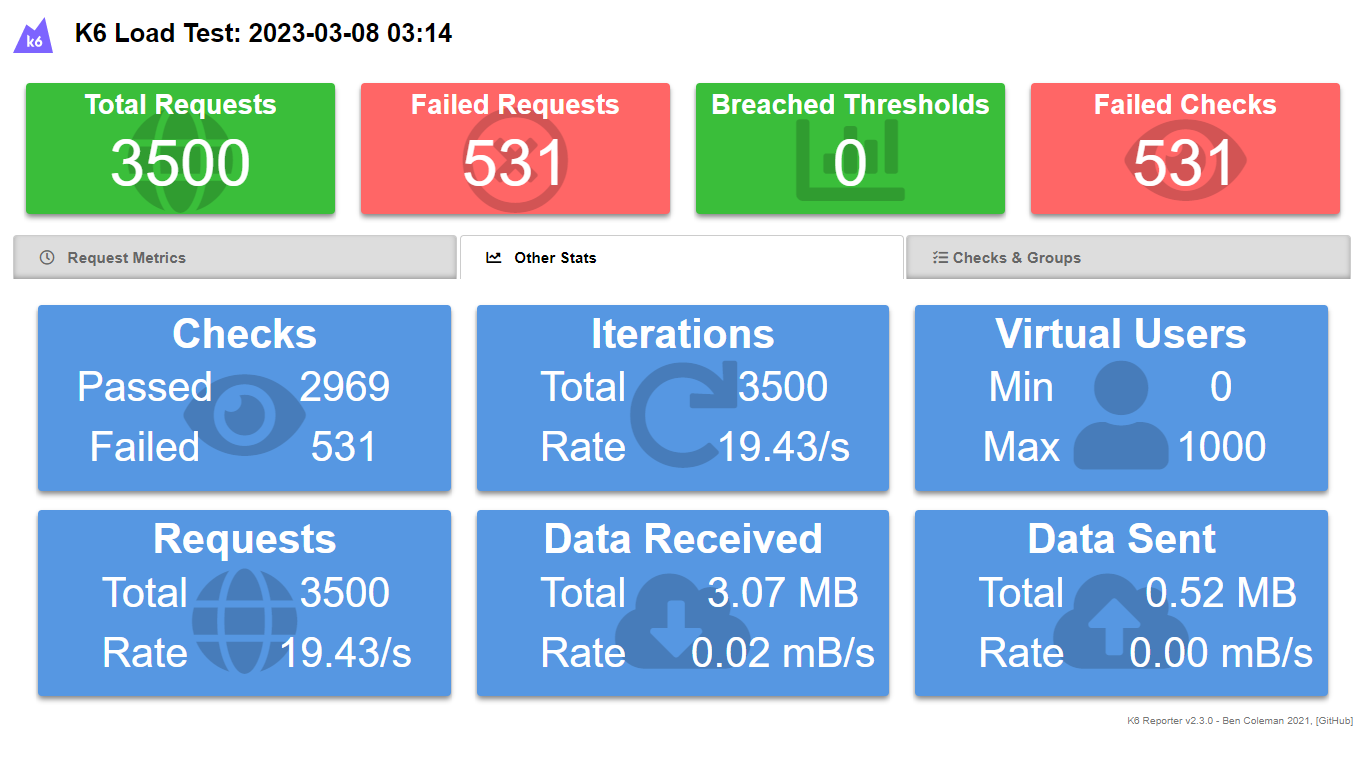 k6
K6 Load Test: 2023-03-08 03:14
Total Requests
3500
Failed Requests
531
Breached Thresholds
0
Failed Checks
531
Request Metrics
Other Stats
Checks & Groups
Checks
Passed 2969
Failed 531
Iterations
Total 3500
Rate 19.43/s
Virtual Users
Min 0
Max 1000
Requests
Total 3500
Rate 19.43/s
Data Received
Total 3.07 MB
Rate 0.02 mB/s
Data Sent
Total 0.52 MB
Rate 0.00 mB/s
K6 Reporter v2.3.0 - Ben Coleman 2021, [GitHub]